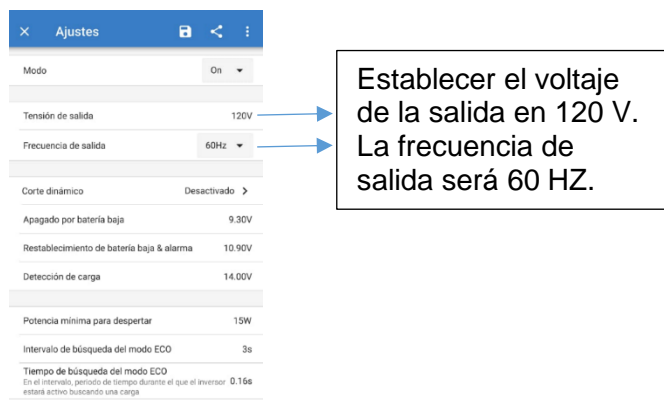 Ajustes
Modo On
Tensión de salida 120V
Frecuencia de salida 60Hz
Corte dinámico Desactivado
Apagado por batería baja 9.30V
Restablecimiento de batería baja & alarma 10.90V
Detección de carga 14.00V
Potencia mínima para despertar 15W
Intervalo de búsqueda del modo ECO 3s
Tiempo de búsqueda del modo ECO
En el intervalo, periodo de tiempo durante el que el inversor 0.16s
estará activo buscando una carga
Establecer el voltaje
de la salida en 120 V.
La frecuencia de
salida será 60 HZ.